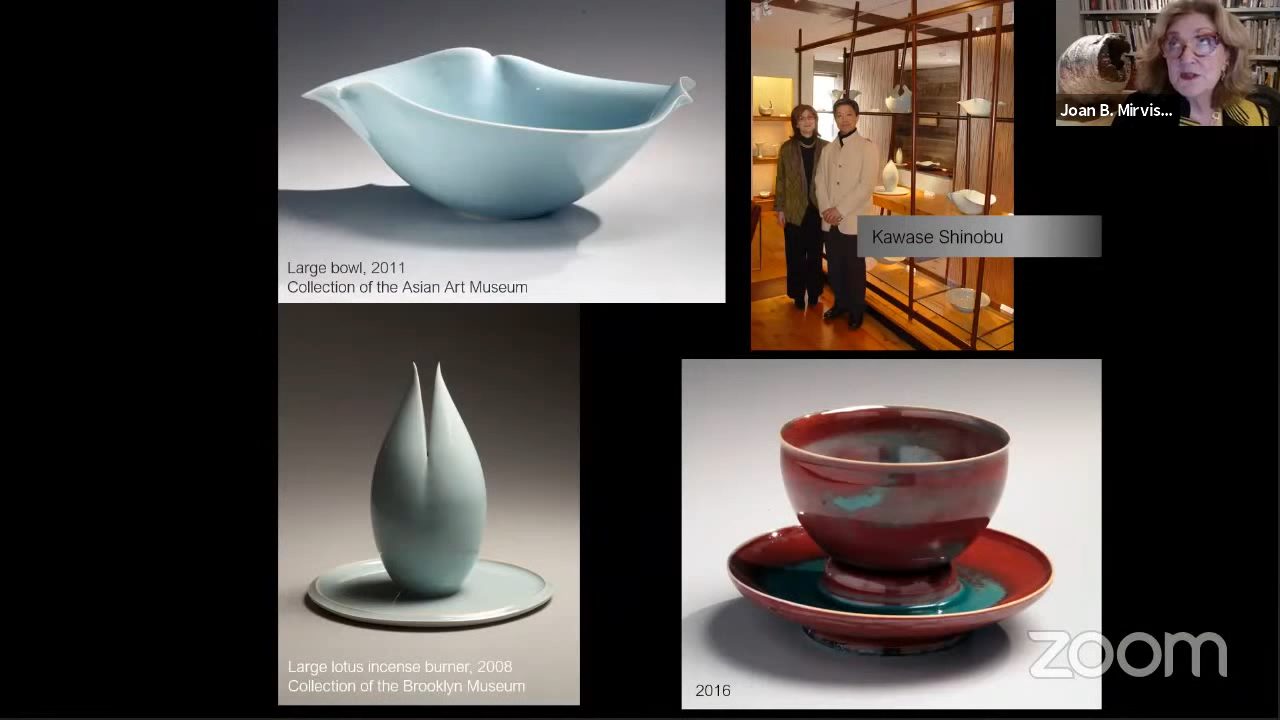 Large bowl, 2011
Collection of the Asian Art Museum
Kawase Shinobu
Joan B. Mirvis...
Large lotus incense burner, 2008
Collection of the Brooklyn Museum
2016
zoom